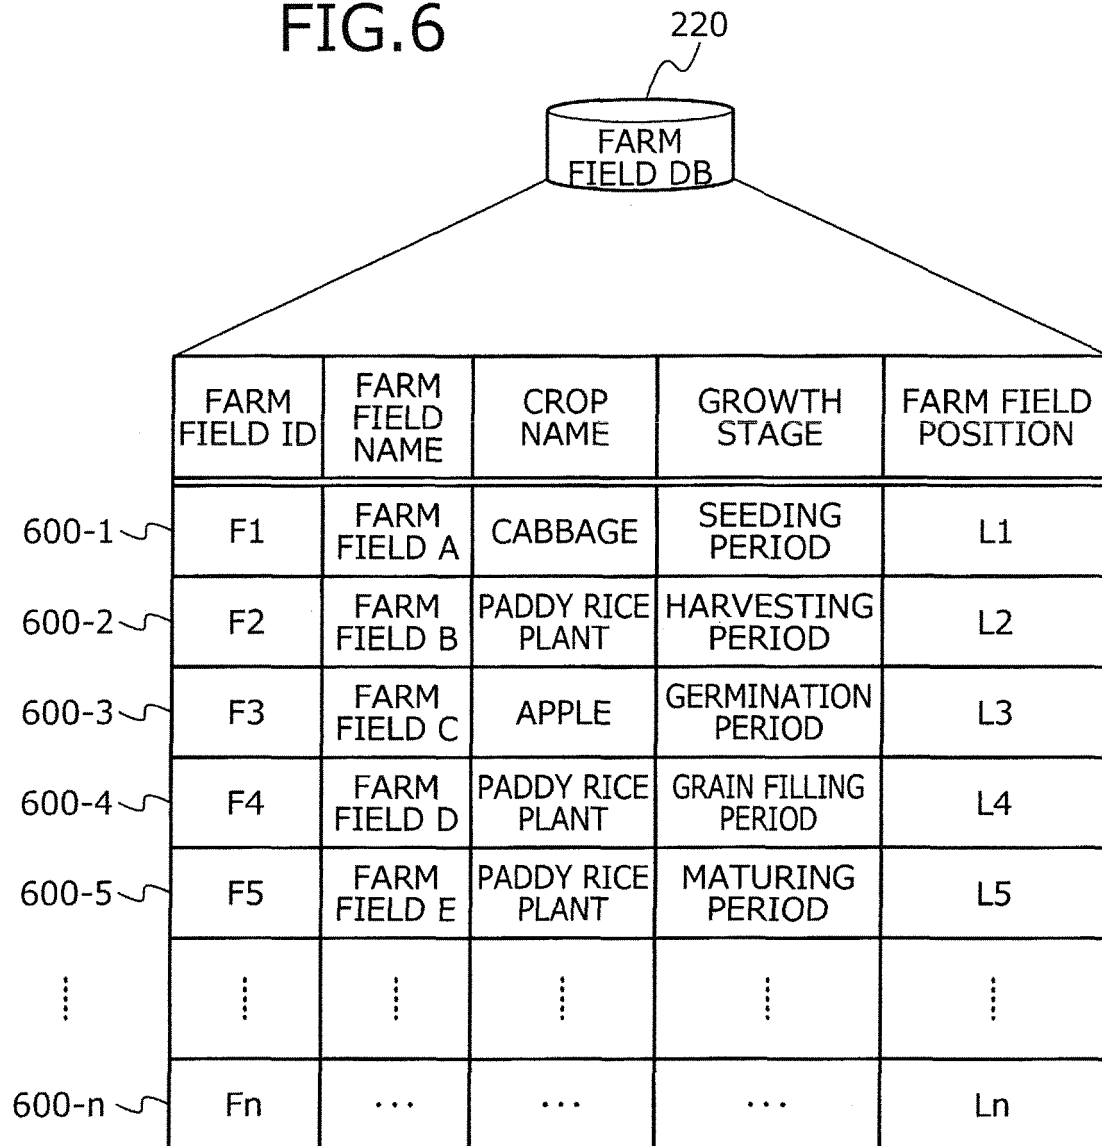 FIG.6
220
FARM
FIELD DB
FARM
FIELD ID
FARM
FIELD
NAME
CROP
NAME
GROWTH
STAGE
FARM FIELD
POSITION
600-1
F1
FARM
FIELD A
CABBAGE
SEEDING
PERIOD
L1
600-2
F2
FARM
FIELD B
PADDY RICE
PLANT
HARVESTING
PERIOD
L2
600-3
F3
FARM
FIELD C
APPLE
GERMINATION
PERIOD
L3
600-4
F4
FARM
FIELD D
PADDY RICE
PLANT
GRAIN FILLING
PERIOD
L4
600-5
F5
FARM
FIELD E
PADDY RICE
PLANT
MATURING
PERIOD
L5
600-n
Fn
...
...
...
Ln